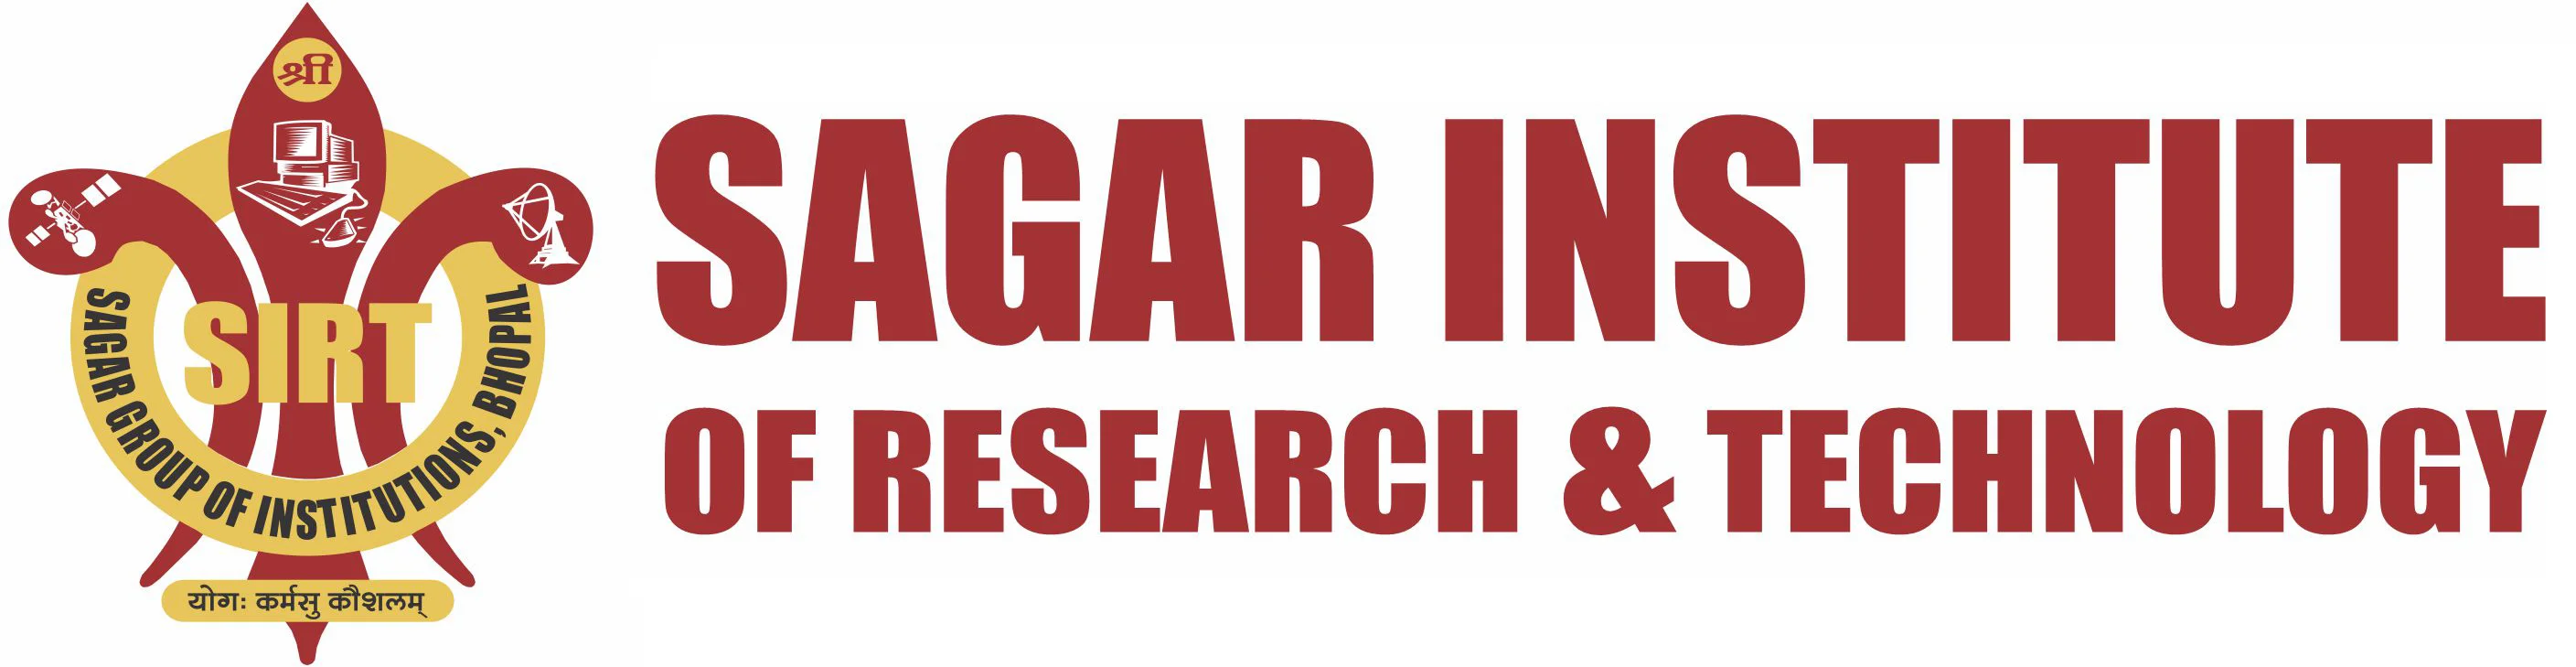 श्री
SIRT
SAGAR GROUP OF INSTITUTIONS, BHOPAL
योगः कर्मसु कौशलम्
SAGAR INSTITUTE
OF RESEARCH & TECHNOLOGY